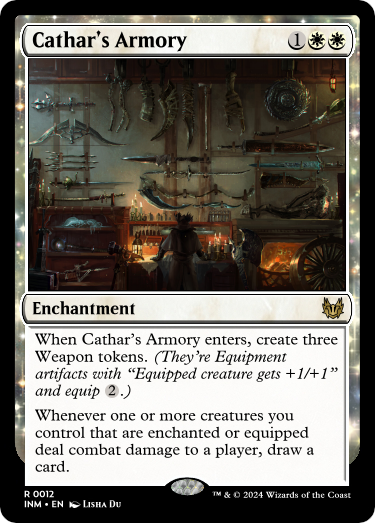 Cathar's Armory 1
Enchantment
When Cathar's Armory enters, create three
Weapon tokens. (They're Equipment
artifacts with “Equipped creature gets +1/+1”
and equip 2.)
Whenever one or more creatures you
control that are enchanted or equipped
deal combat damage to a player, draw a
card.
R 0012
INM • EN Lisha Du
™ & © 2024 Wizards of the Coast